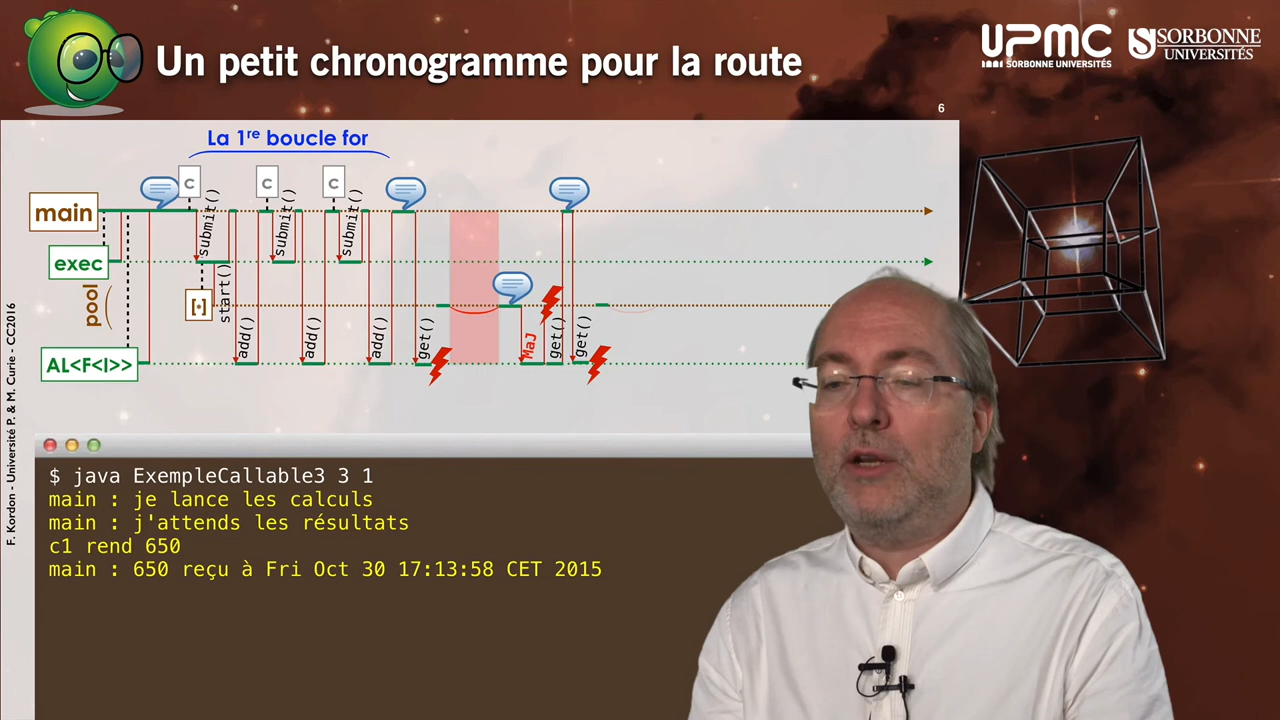 Un petit chronogramme pour la route
UPMC
SORBONNE UNIVERSITÉS
SORBONNE
UNIVERSITÉS
6
La 1re boucle for
c
c
c
main
submit()
submit()
submit()
exec
pool
[·]
start()
add()
add()
add()
get()
MaJ
get()
get()
AL<F<I>>
F. Kordon - Université P. & M. Curie - CC2016
$ java ExempleCallable3 3 1
main : je lance les calculs
main : j'attends les résultats
c1 rend 650
main : 650 reçu à Fri Oct 30 17:13:58 CET 2015